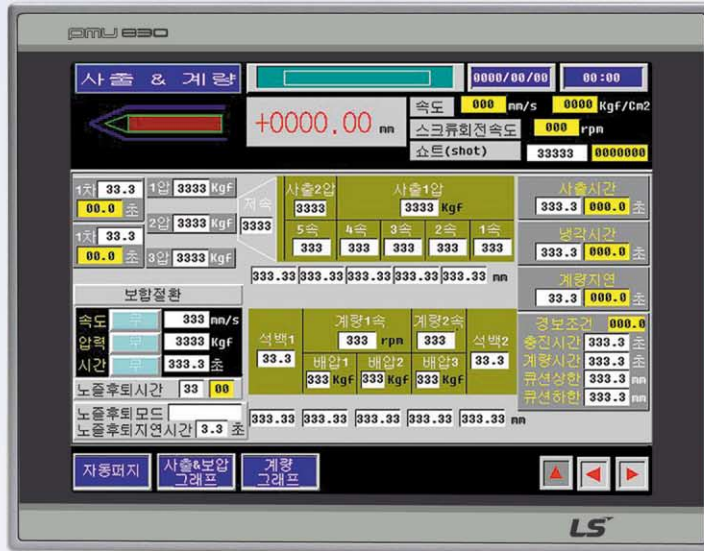 PMU 830
사출 & 계량
0000/00/00 00:00
+0000.00 mm
속도 000 mm/s 0000 Kgf/Cm2
스크류회전속도 000 rpm
쇼트(shot) 33333 0000000
1차 33.3 1압 3333 Kgf
00.0 초
2압 3333 Kgf
1차 33.3
00.0 초 3압 3333 Kgf
저속
3333
사출2압 사출1압
3333 3333 Kgf
5속 4속 3속 2속 1속
333 333 333 333 333
333.33 333.33 333.33 333.33 333.33 mm
사출시간
333.3 000.0 초
냉각시간
333.3 000.0 초
계량지연
33.3 000.0 초
보합절환
속도 무 333 mm/s
압력 무 3333 Kgf
시간 무 333.3 초
노즐후퇴시간 33 00
노즐후퇴모드
노즐후퇴지연시간 3.3 초
석백1
33.3
계량1속 계량2속
333 rpm 333
배압1 배압2 배압3
333 Kgf 333 Kgf 333 Kgf
석백2
33.3
333.33 333.33 333.33 333.33 333.33 mm
경보조건 000.0
충진시간 333.3 초
계량시간 333.3 초
큐션상한 333.3 mm
큐션하한 333.3 mm
자동퍼지
사출&보압
그래프
계량
그래프
LS